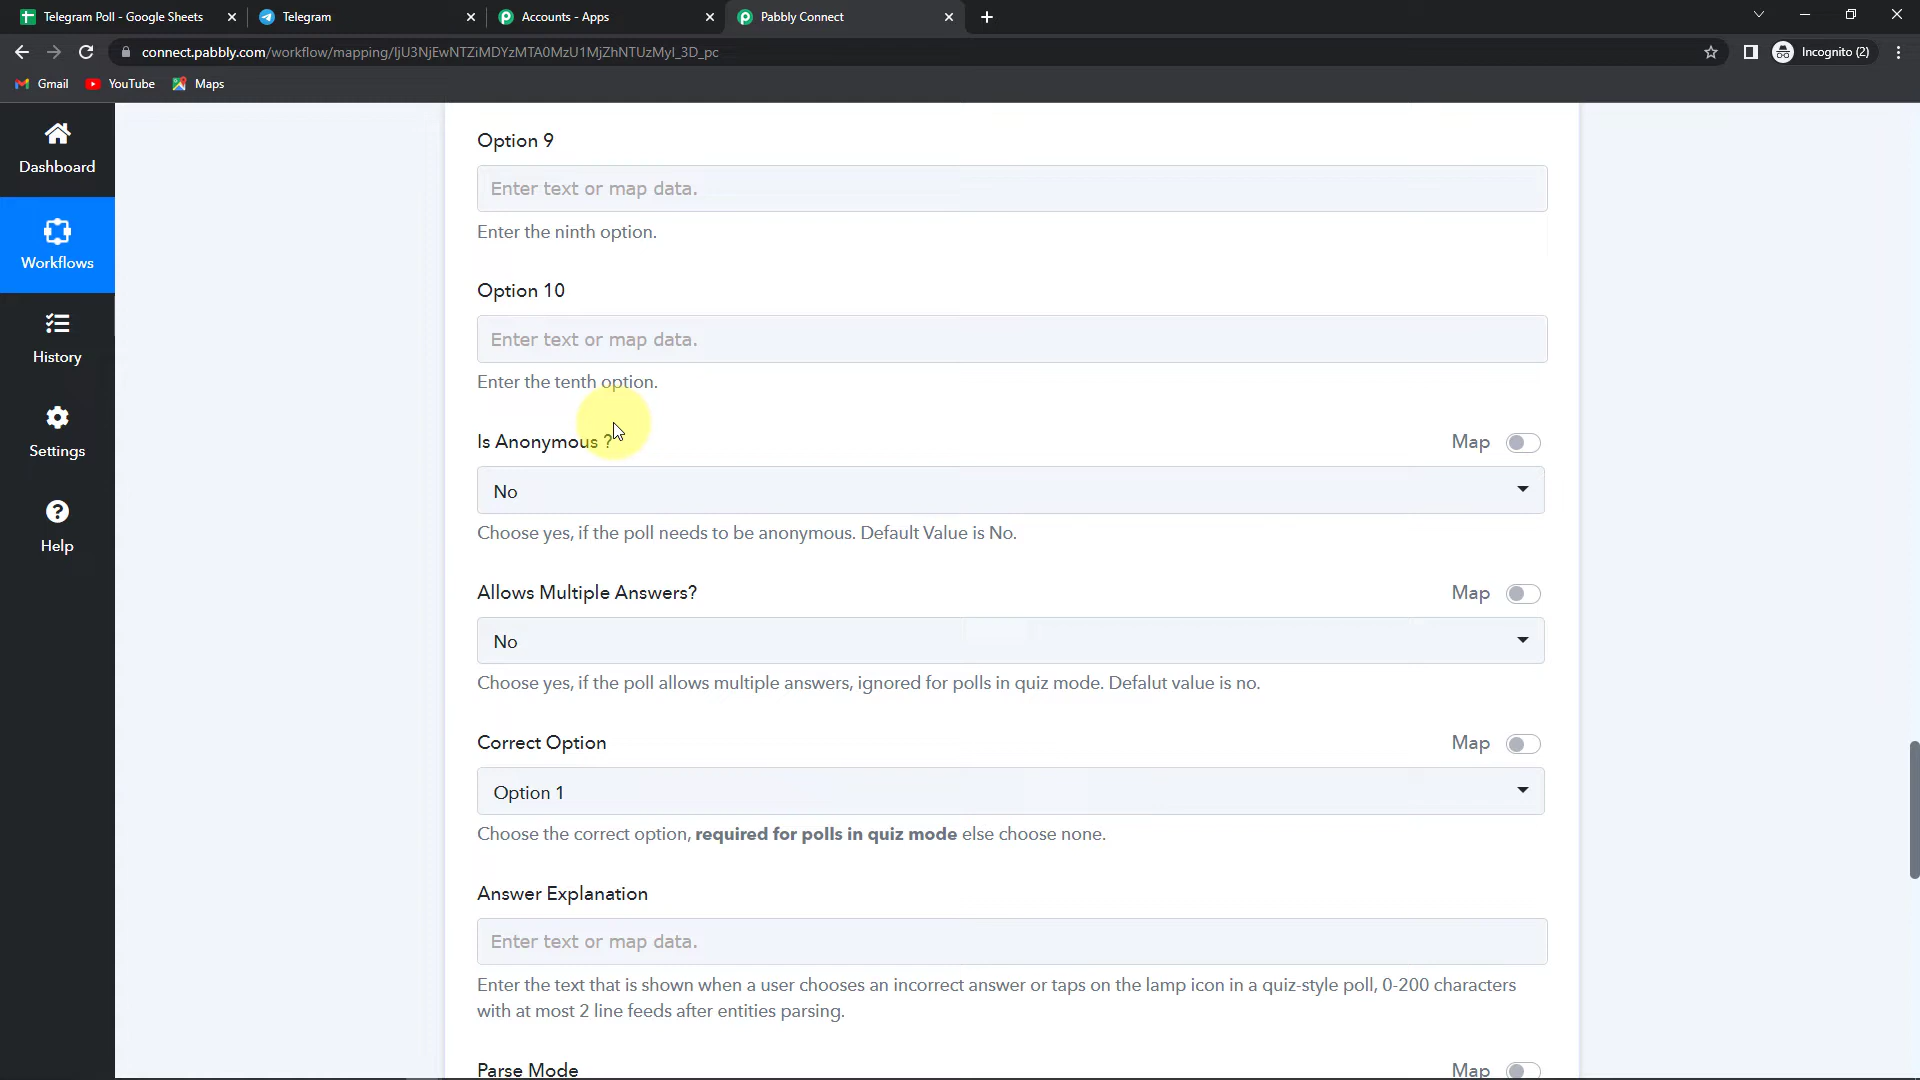 Telegram Poll - Google Sheets
Telegram
Accounts - Apps
Pabbly Connect
connect.pabbly.com/workflow/mapping/IjU3NjEwNTZiMDYzMTA0MzU1MjZhNTUzMyI_3D_pc
Incognito (2)
Gmail
YouTube
Maps
Dashboard
Workflows
History
Settings
Help
Option 9
Enter text or map data.
Enter the ninth option.
Option 10
Enter text or map data.
Enter the tenth option.
Is Anonymous ?
Map
No
Choose yes, if the poll needs to be anonymous. Default Value is No.
Allows Multiple Answers?
Map
No
Choose yes, if the poll allows multiple answers, ignored for polls in quiz mode. Defalut value is no.
Correct Option
Map
Option 1
Choose the correct option, required for polls in quiz mode else choose none.
Answer Explanation
Enter text or map data.
Enter the text that is shown when a user chooses an incorrect answer or taps on the lamp icon in a quiz-style poll, 0-200 characters
with at most 2 line feeds after entities parsing.
Parse Mode
Map